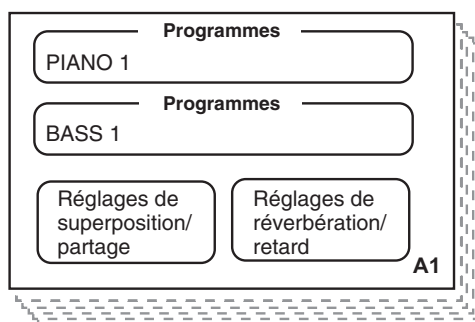 Programmes
PIANO 1
Programmes
BASS 1
Réglages de
superposition/
partage
Réglages de
réverbération/
retard
A1